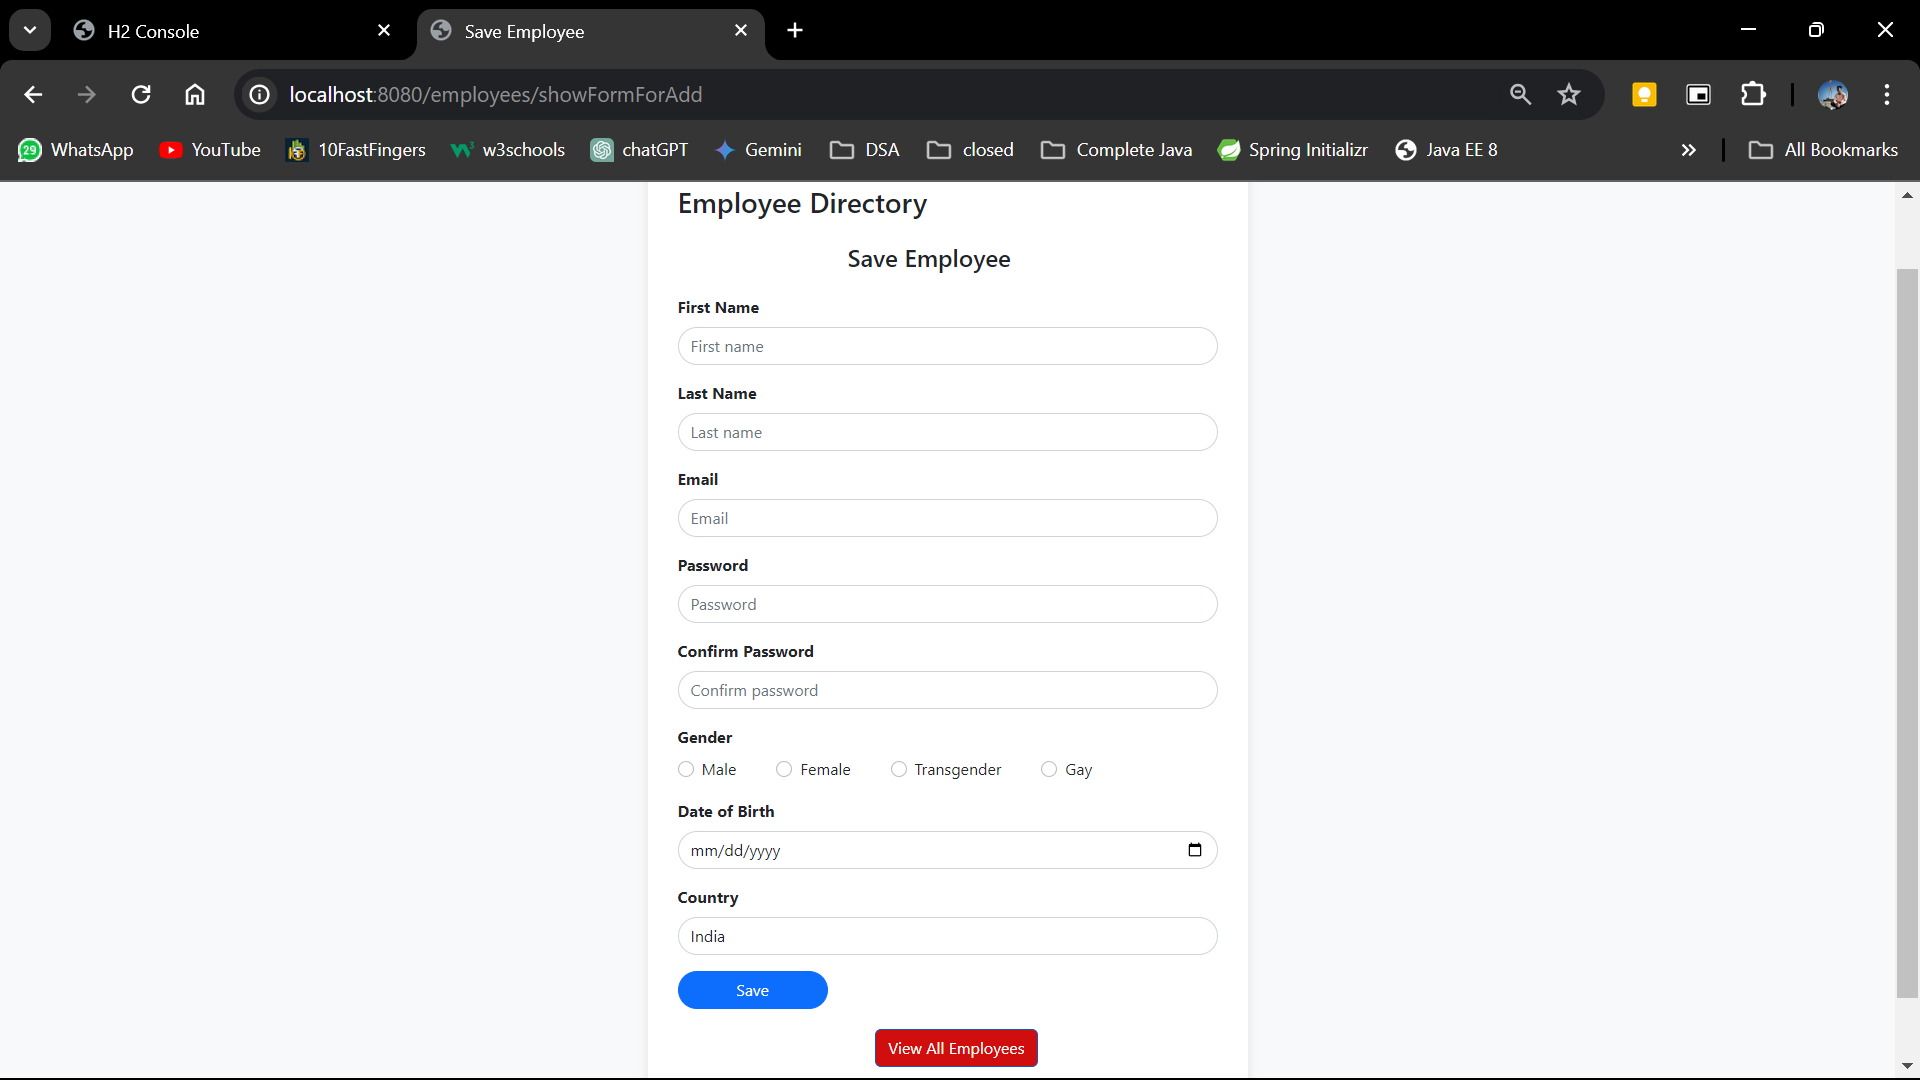 H2 Console
Save Employee
localhost:8080/employees/showFormForAdd
29 WhatsApp YouTube 10FastFingers w3schools chatGPT Gemini DSA closed Complete Java Spring Initializr Java EE 8 » All Bookmarks
Employee Directory
Save Employee
First Name
First name
Last Name
Last name
Email
Email
Password
Password
Confirm Password
Confirm password
Gender
Male Female Transgender Gay
Date of Birth
mm/dd/yyyy
Country
India
Save
View All Employees